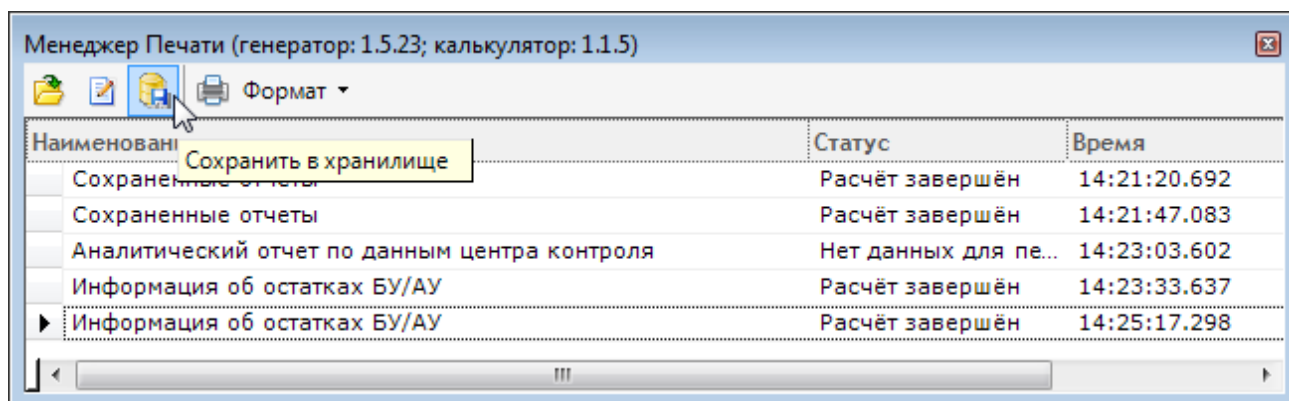 Менеджер Печати (генератор: 1.5.23; калькулятор: 1.1.5)
Формат
Наименован Статус Время
Сохранить в хранилище
Сохраненные отчеты Расчёт завершён 14:21:20.692
Сохраненные отчеты Расчёт завершён 14:21:47.083
Аналитический отчет по данным центра контроля Нет данных для пе... 14:23:03.602
Информация об остатках БУ/АУ Расчёт завершён 14:23:33.637
Информация об остатках БУ/АУ Расчёт завершён 14:25:17.298